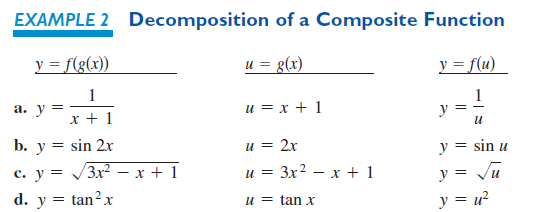 EXAMPLE 2 Decomposition of a Composite Function
y = f(g(x)) u = g(x) y = f(u)
a. y = 1/(x + 1) u = x + 1 y = 1/u
b. y = sin 2x u = 2x y = sin u
c. y = √(3x² − x + 1) u = 3x² − x + 1 y = √u
d. y = tan² x u = tan x y = u²